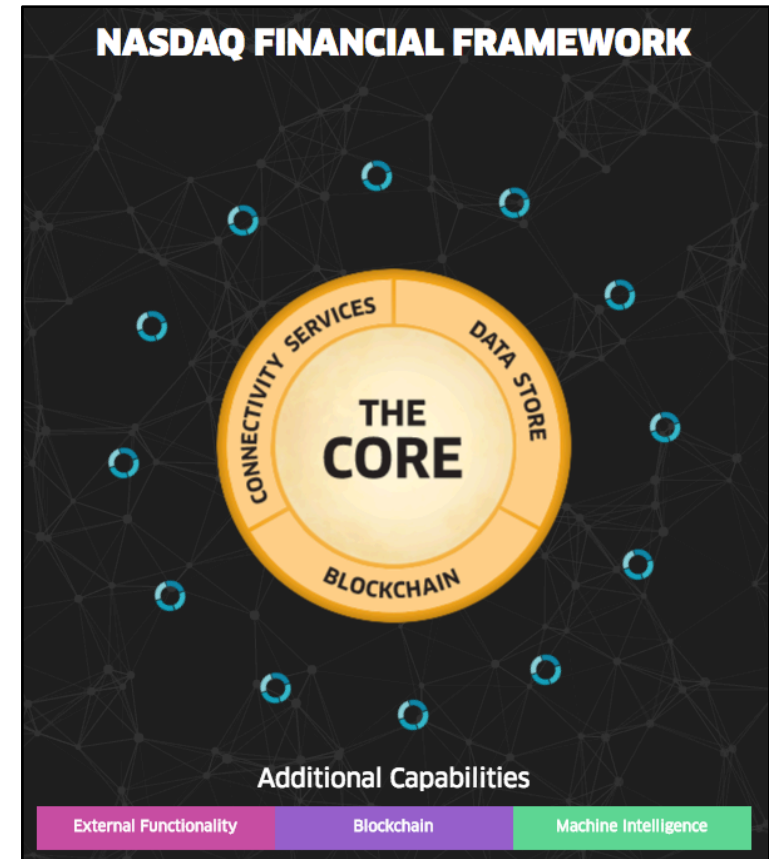 NASDAQ FINANCIAL FRAMEWORK
CONNECTIVITY SERVICES
DATA STORE
THE
CORE
BLOCKCHAIN
Additional Capabilities
External Functionality
Blockchain
Machine Intelligence